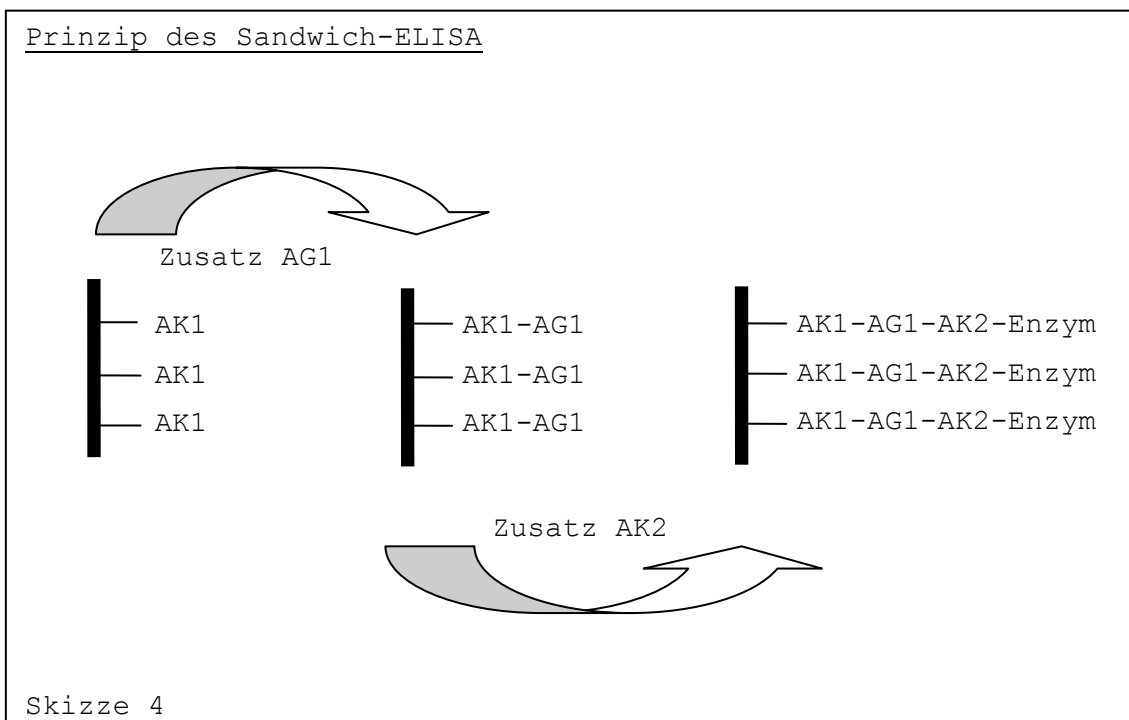 Prinzip des Sandwich-ELISA
Zusatz AG1
AK1 AK1-AG1 AK1-AG1-AK2-Enzym
AK1 AK1-AG1 AK1-AG1-AK2-Enzym
AK1 AK1-AG1 AK1-AG1-AK2-Enzym
Zusatz AK2
Skizze 4